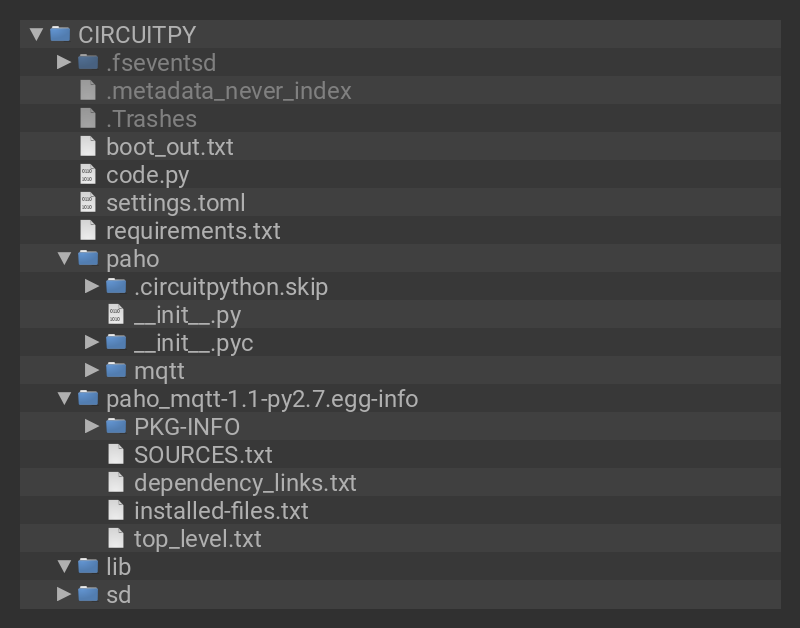 CIRCUITPY
.fseventsd
.metadata_never_index
.Trashes
boot_out.txt
code.py
settings.toml
requirements.txt
paho
.circuitpython.skip
__init__.py
__init__.pyc
mqtt
paho_mqtt-1.1-py2.7.egg-info
PKG-INFO
SOURCES.txt
dependency_links.txt
installed-files.txt
top_level.txt
lib
sd